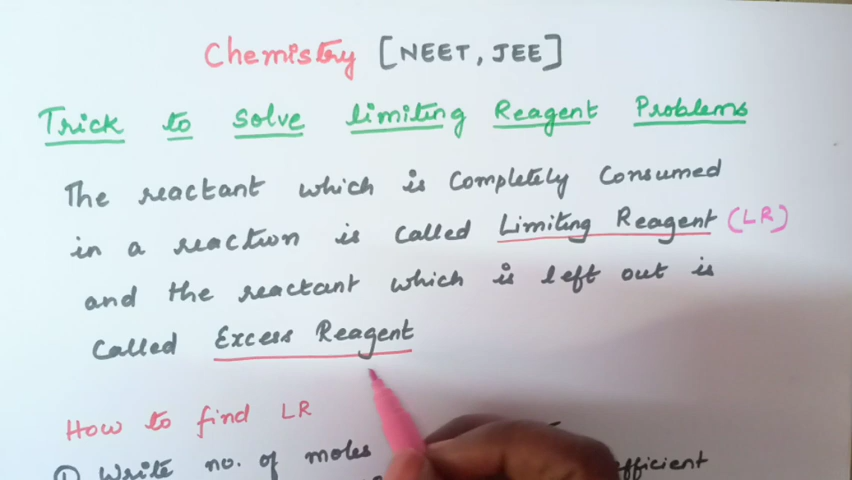 Chemistry [NEET, JEE]
Trick to solve limiting Reagent Problems
The reactant which is completely consumed
in a reaction is called Limiting Reagent (LR)
and the reactant which is left out is
called Excess Reagent
How to find LR
① Write no. of moles